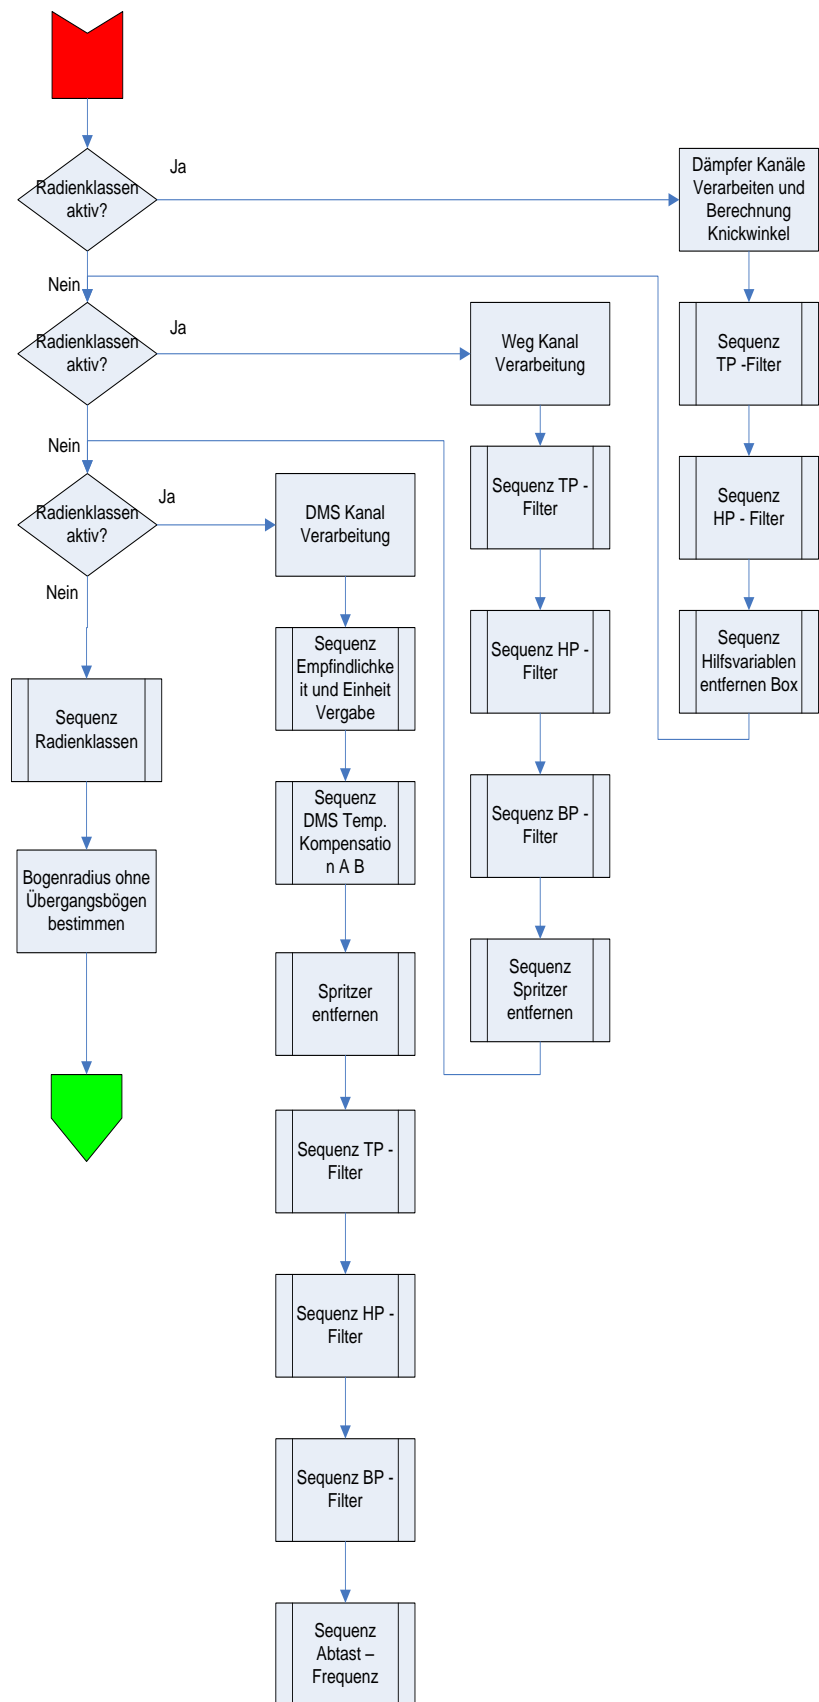 Radienklassen
aktiv?
Ja
Dämpfer Kanäle
Verarbeiten und
Berechnung
Knickwinkel
Nein
Radienklassen
aktiv?
Ja
Weg Kanal
Verarbeitung
Sequenz
TP -Filter
Nein
Radienklassen
aktiv?
Ja
DMS Kanal
Verarbeitung
Sequenz TP -
Filter
Sequenz
HP - Filter
Nein
Sequenz
Empfindlichke
it und Einheit
Vergabe
Sequenz HP -
Filter
Sequenz
Hilfsvariablen
entfernen Box
Sequenz
Radienklassen
Sequenz
DMS Temp.
Kompensatio
n A B
Sequenz BP -
Filter
Bogenradius ohne
Übergangsbögen
bestimmen
Spritzer
entfernen
Sequenz
Spritzer
entfernen
Sequenz TP -
Filter
Sequenz HP -
Filter
Sequenz BP -
Filter
Sequenz
Abtast –
Frequenz